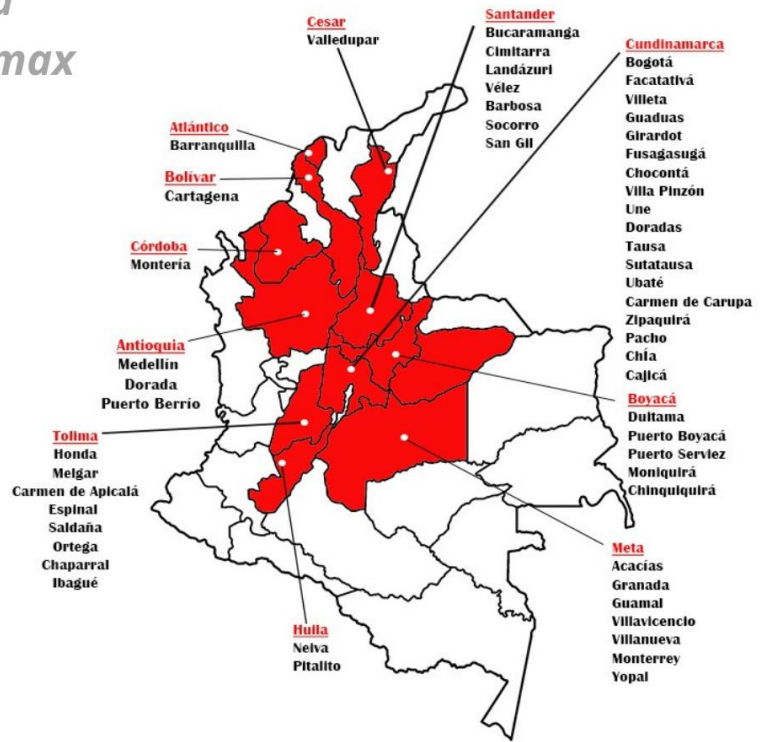 max
Cesar
Valledupar
Santander
Bucaramanga
Cimitarra
Landázuri
Vélez
Barbosa
Socorro
San Gil
Cundinamarca
Bogotá
Facatativá
Villeta
Guaduas
Girardot
Fusagasugá
Chocontá
Villa Pinzón
Une
Doradas
Tausa
Sutatausa
Ubaté
Carmen de Carupa
Zipaquirá
Pacho
Chía
Cajicá
Atlántico
Barranquilla
Bolívar
Cartagena
Córdoba
Montería
Antioquia
Medellín
Dorada
Puerto Berrío
Boyacá
Duitama
Puerto Boyacá
Puerto Serviez
Moniquirá
Chinquiquirá
Tolima
Honda
Melgar
Carmen de Apicalá
Espinal
Saldaña
Ortega
Chaparral
Ibagué
Meta
Acacías
Granada
Guamal
Villavicencio
Villanueva
Monterrey
Yopal
Huila
Neiva
Pitalito